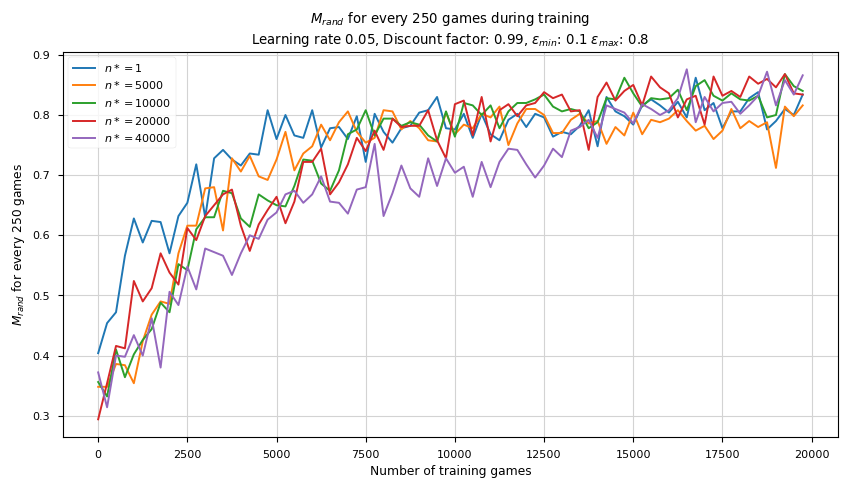 M_rand for every 250 games during training
Learning rate 0.05, Discount factor: 0.99, ε_min: 0.1 ε_max: 0.8
M_rand for every 250 games
0.9
0.8
0.7
0.6
0.5
0.4
0.3
n* = 1
n* = 5000
n* = 10000
n* = 20000
n* = 40000
0
2500
5000
7500
10000
12500
15000
17500
20000
Number of training games